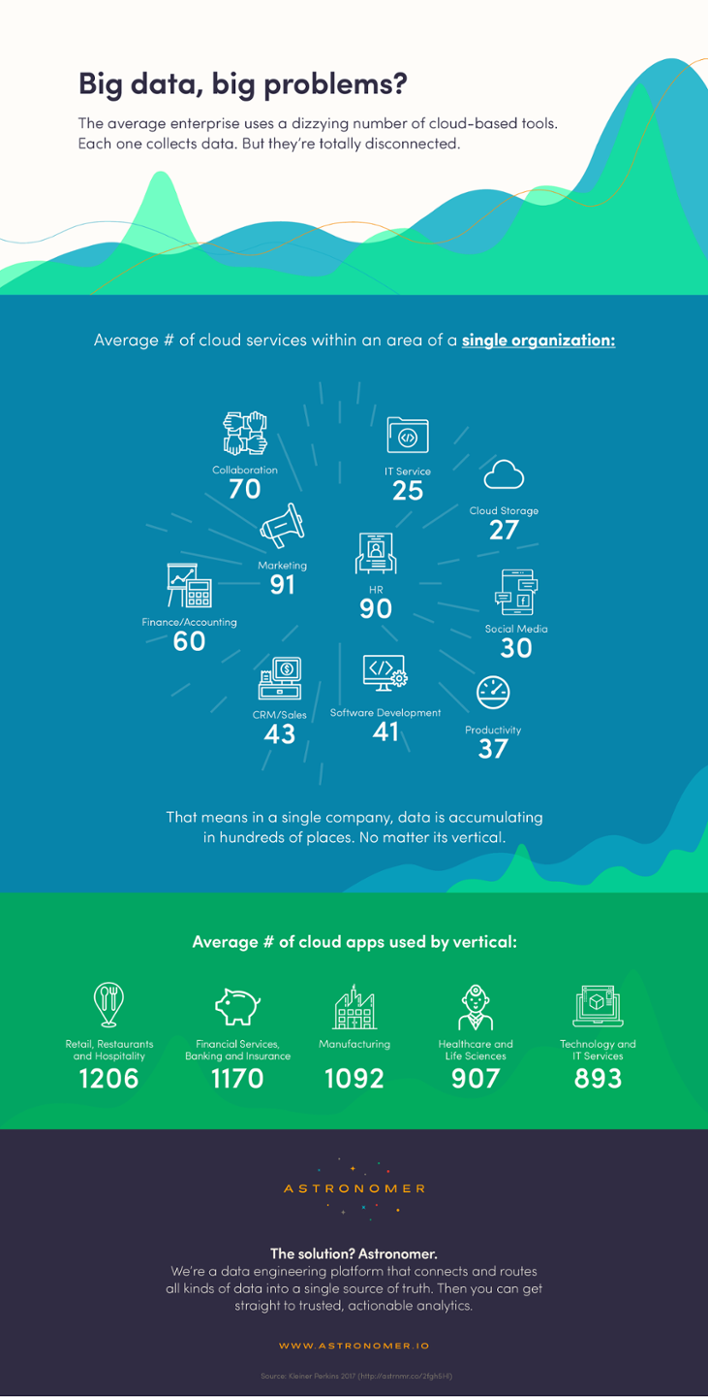 Big data, big problems?
The average enterprise uses a dizzying number of cloud-based tools.
Each one collects data. But they're totally disconnected.
Average # of cloud services within an area of a single organization:
Collaboration
70
IT Service
25
Cloud Storage
27
Marketing
91
HR
90
Finance/Accounting
60
Social Media
30
CRM/Sales
43
Software Development
41
Productivity
37
That means in a single company, data is accumulating
in hundreds of places. No matter its vertical.
Average # of cloud apps used by vertical:
Retail, Restaurants
and Hospitality
1206
Financial Services,
Banking and Insurance
1170
Manufacturing
1092
Healthcare and
Life Sciences
907
Technology and
IT Services
893
ASTRONOMER
The solution? Astronomer.
We're a data engineering platform that connects and routes
all kinds of data into a single source of truth. Then you can get
straight to trusted, actionable analytics.
WWW.ASTRONOMER.IO
Source: Kleiner Perkins 2017